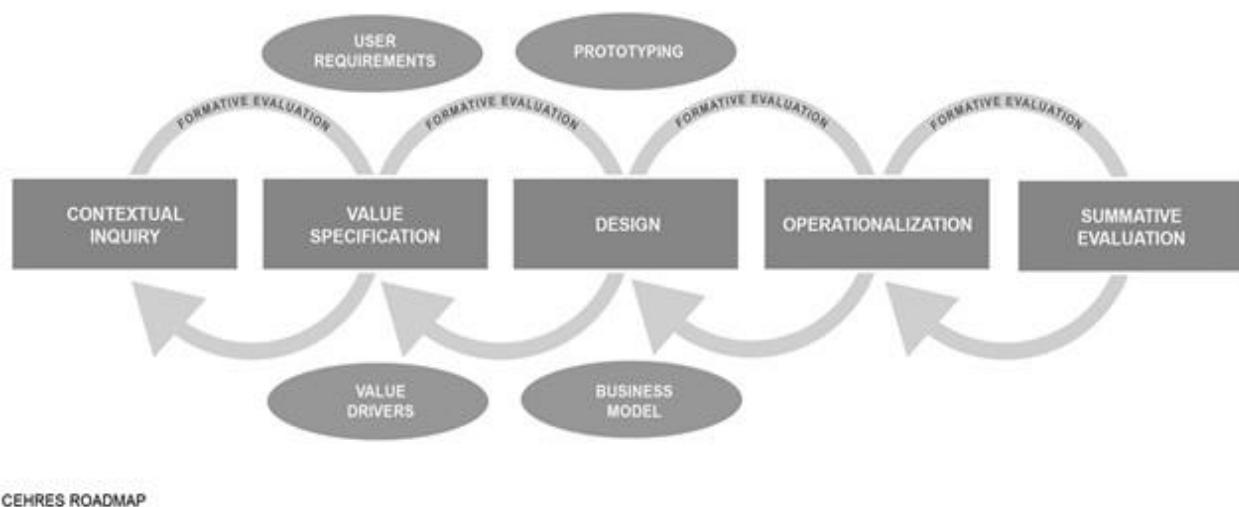 USER
REQUIREMENTS
PROTOTYPING
FORMATIVE EVALUATION
FORMATIVE EVALUATION
FORMATIVE EVALUATION
FORMATIVE EVALUATION
CONTEXTUAL
INQUIRY
VALUE
SPECIFICATION
DESIGN
OPERATIONALIZATION
SUMMATIVE
EVALUATION
VALUE
DRIVERS
BUSINESS
MODEL
CEHRES ROADMAP